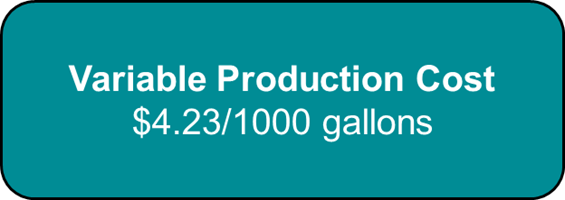 Variable Production Cost
$4.23/1000 gallons